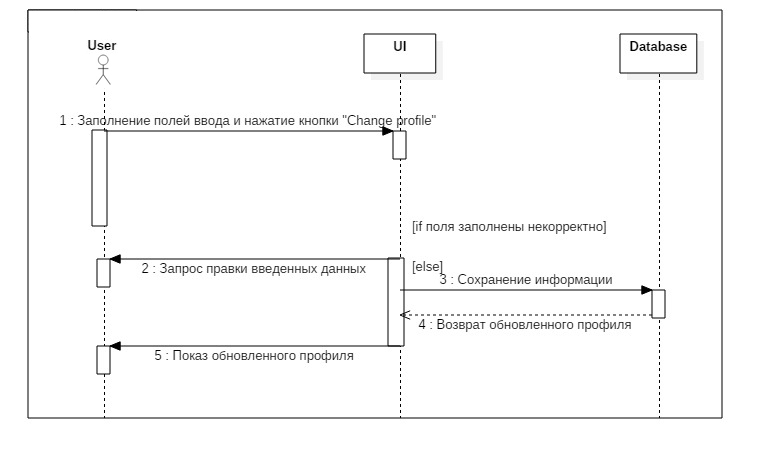 User
UI
Database
1 : Заполнение полей ввода и нажатие кнопки "Change profile"
[if поля заполнены некорректно]
2 : Запрос правки введенных данных
[else]
3 : Сохранение информации
4 : Возврат обновленного профиля
5 : Показ обновленного профиля